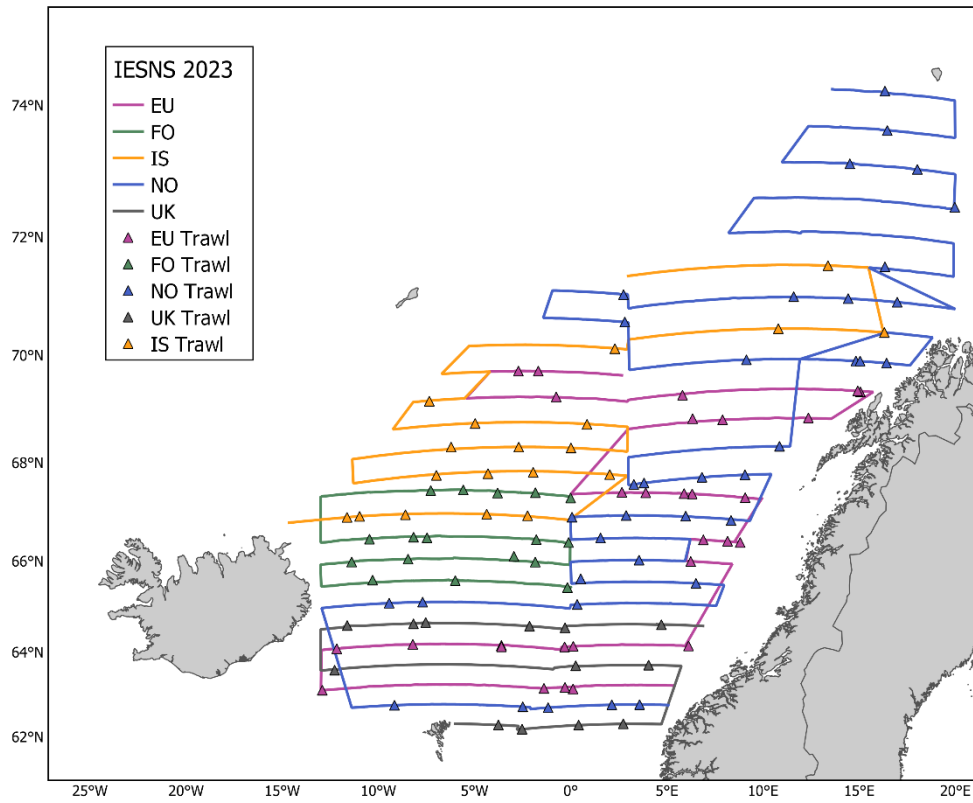 IESNS 2023
EU
FO
IS
NO
UK
EU Trawl
FO Trawl
NO Trawl
UK Trawl
IS Trawl
74°N
72°N
70°N
68°N
66°N
64°N
62°N
25°W 20°W 15°W 10°W 5°W 0° 5°E 10°E 15°E 20°E